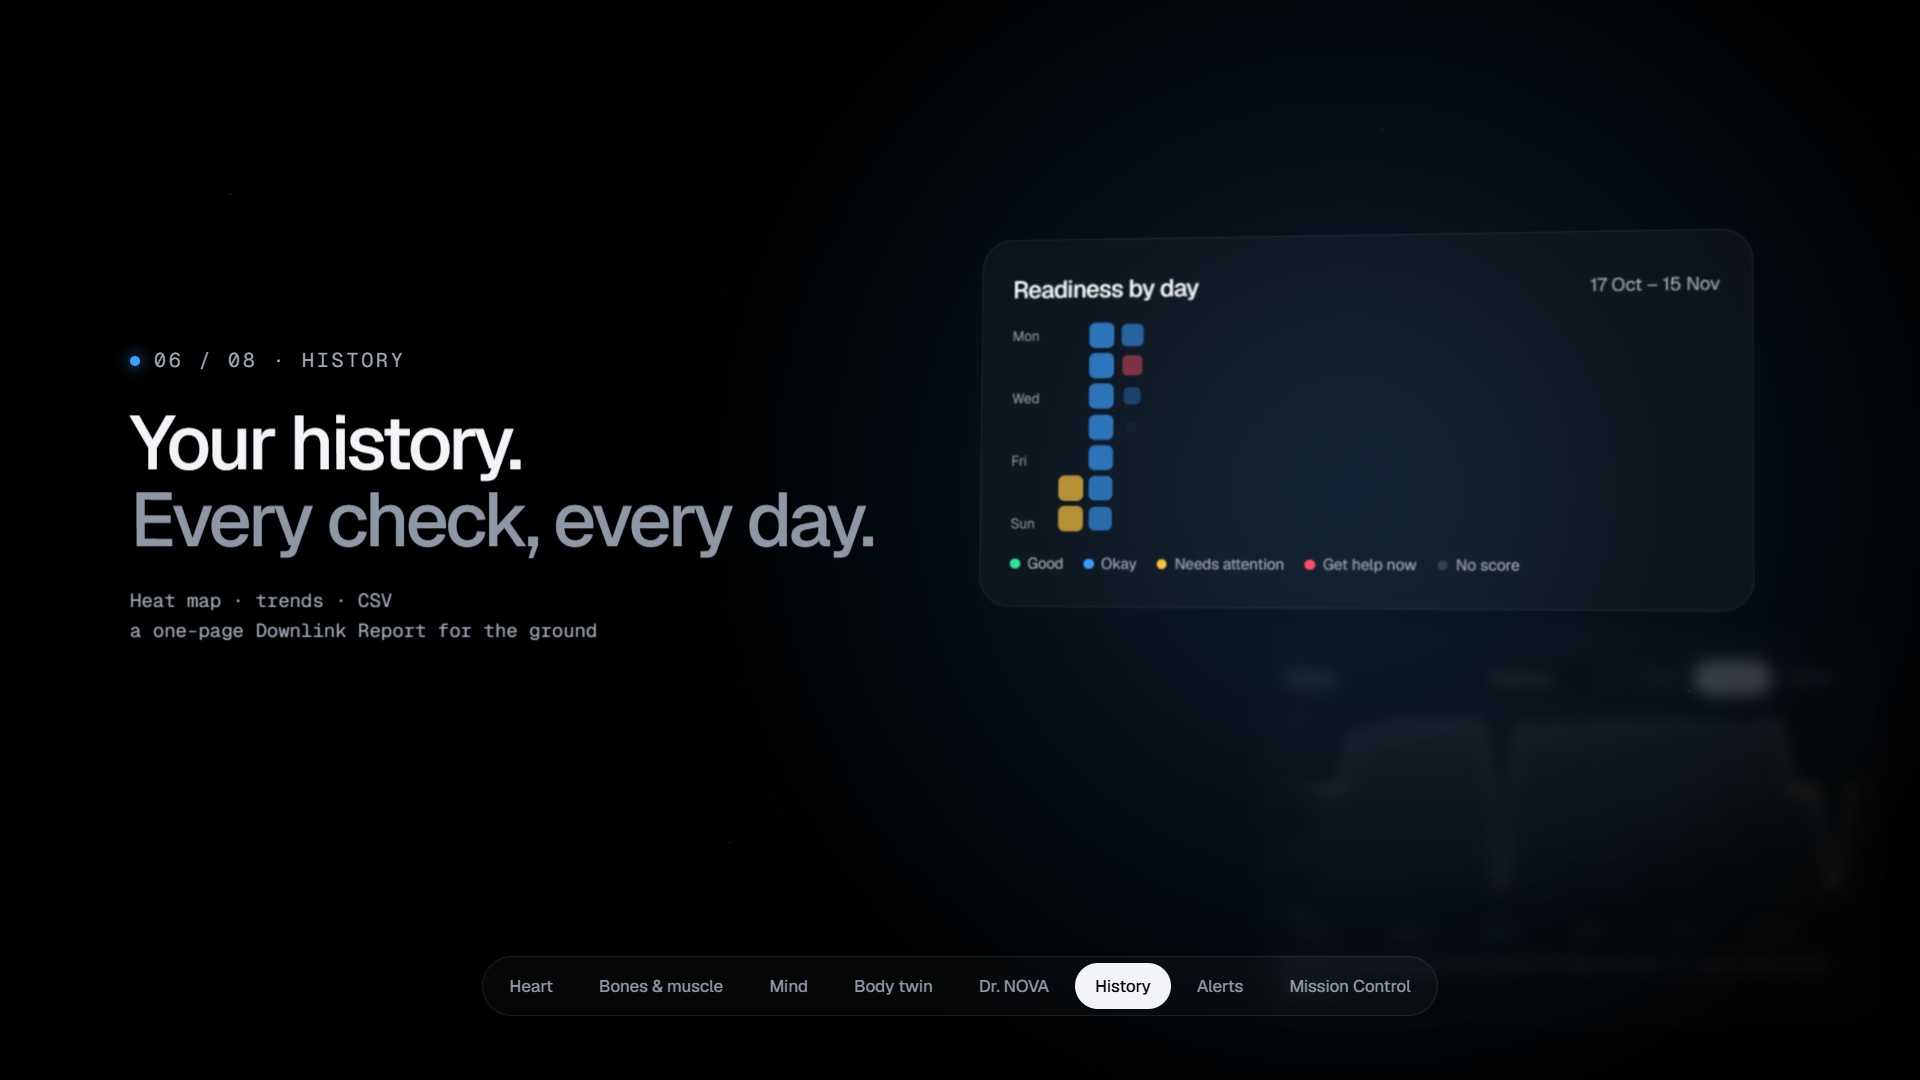 06 / 08 · HISTORY
Your history.
Every check, every day.
Heat map · trends · CSV
a one-page Downlink Report for the ground
Readiness by day
17 Oct – 15 Nov
Mon
Wed
Fri
Sun
Good
Okay
Needs attention
Get help now
No score
Heart
Bones & muscle
Mind
Body twin
Dr. NOVA
History
Alerts
Mission Control